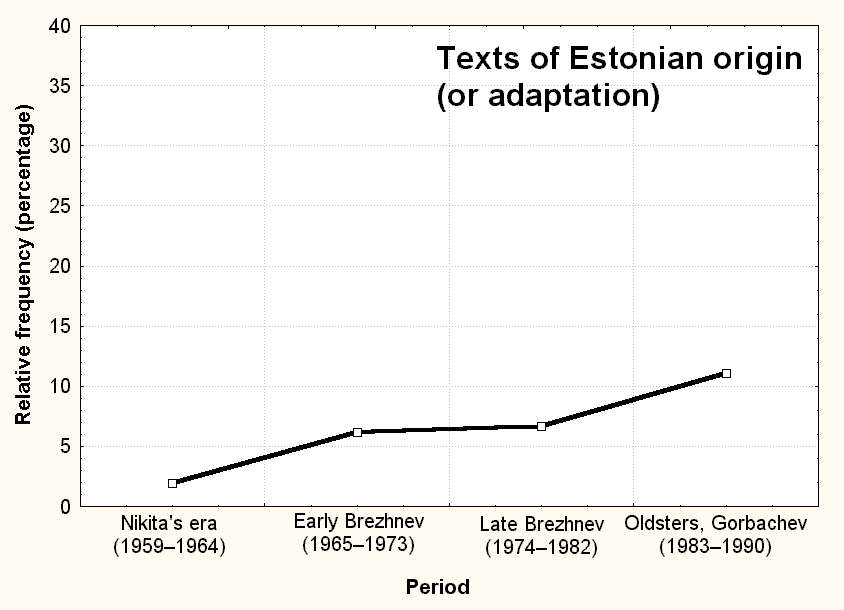 Texts of Estonian origin
(or adaptation)
Relative frequency (percentage)
40
35
30
25
20
15
10
5
0
Nikita's era
(1959–1964)
Early Brezhnev
(1965–1973)
Late Brezhnev
(1974–1982)
Oldsters, Gorbachev
(1983–1990)
Period